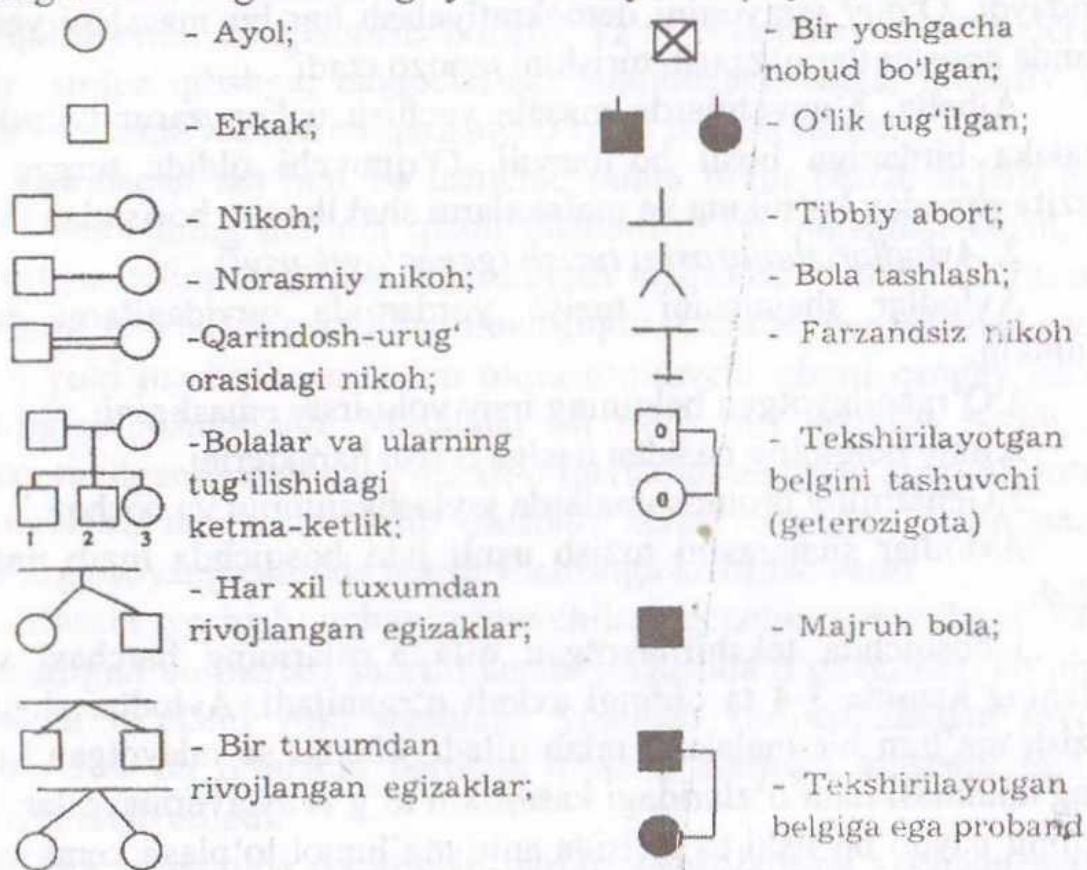 - Ayol;
- Erkak;
- Nikoh;
- Norasmiy nikoh;
-Qarindosh-urug‘
orasidagi nikoh;
- Bolalar va ularning
tug‘ilishidagi
ketma-ketlik;
1 2 3
- Har xil tuxumdan
rivojlangan egizaklar;
- Bir tuxumdan
rivojlangan egizaklar;
- Bir yoshgacha
nobud bo‘lgan;
- O‘lik tug‘ilgan;
- Tibbiy abort;
- Bola tashlash;
- Farzandsiz nikoh
0
0
- Tekshirilayotgan
belgini tashuvchi
(geterozigota)
- Majruh bola;
- Tekshirilayotgan
belgiga ega proband